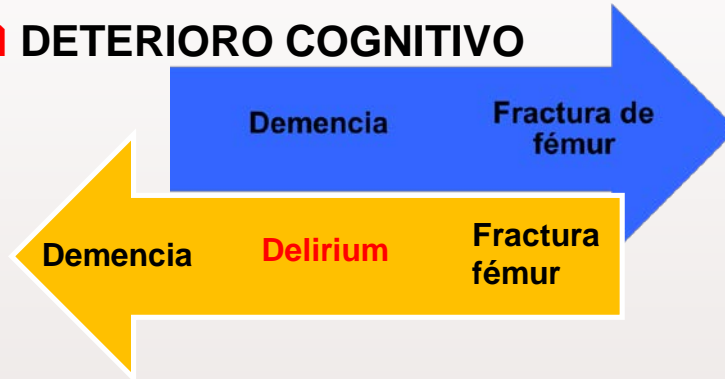 DETERIORO COGNITIVO
Demencia
Fractura de
fémur
Demencia
Delirium
Fractura
fémur